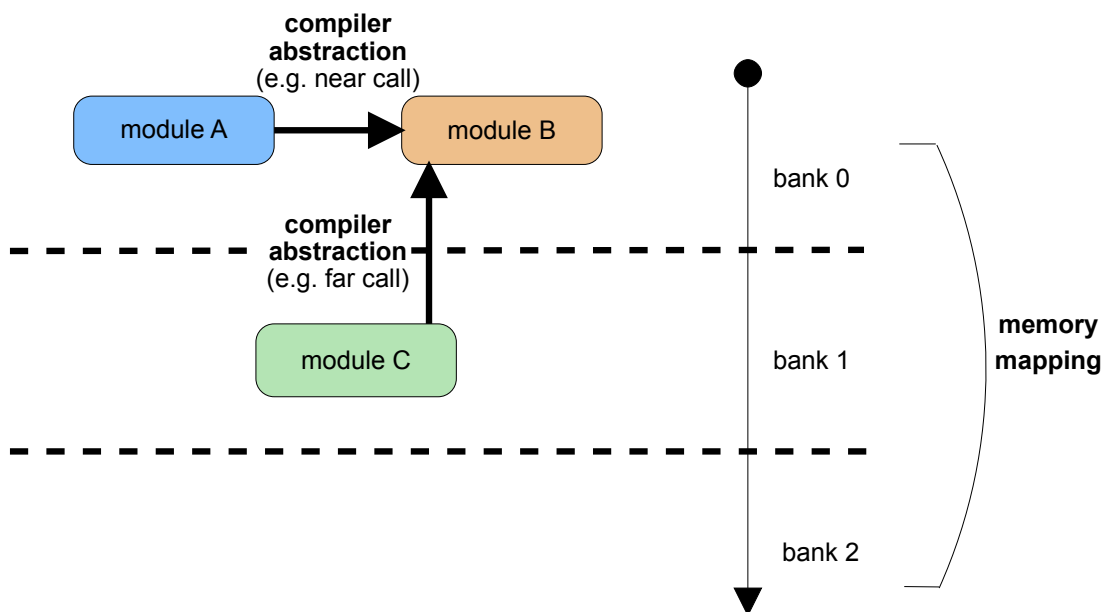 compiler
abstraction
(e.g. near call)
module A
module B
bank 0
compiler
abstraction
(e.g. far call)
module C
bank 1
memory
mapping
bank 2